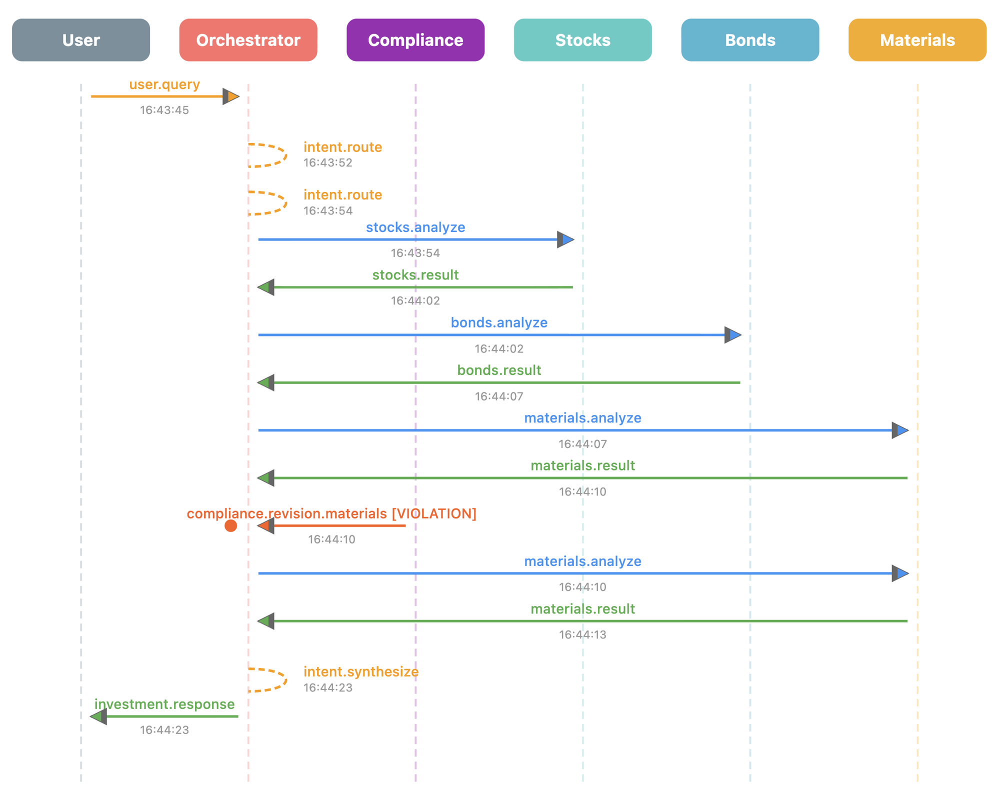 User
Orchestrator
Compliance
Stocks
Bonds
Materials
user.query
16:43:45
intent.route
16:43:52
intent.route
16:43:54
stocks.analyze
16:43:54
stocks.result
16:44:02
bonds.analyze
16:44:02
bonds.result
16:44:07
materials.analyze
16:44:07
materials.result
16:44:10
compliance.revision.materials [VIOLATION]
16:44:10
materials.analyze
16:44:10
materials.result
16:44:13
intent.synthesize
16:44:23
investment.response
16:44:23